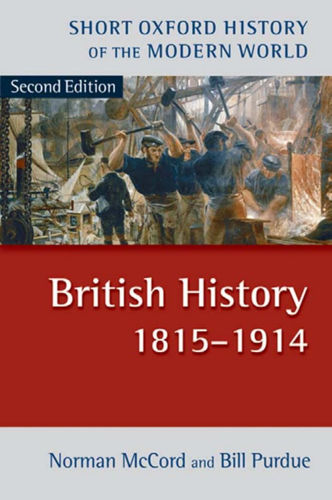 SHORT OXFORD HISTORY
OF THE MODERN WORLD
Second Edition
British History
1815–1914
Norman McCord and Bill Purdue